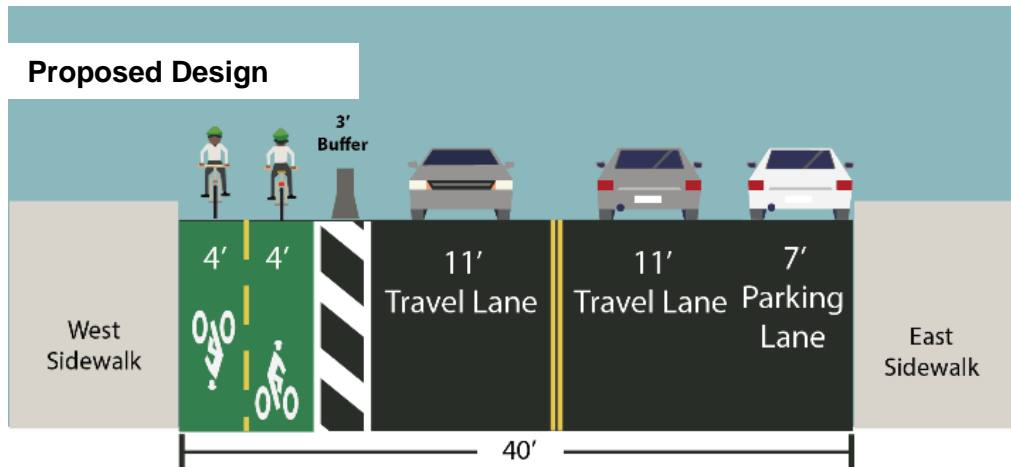 Proposed Design
3'
Buffer
4'
4'
11'
Travel Lane
11'
Travel Lane
7'
Parking
Lane
West
Sidewalk
East
Sidewalk
40'